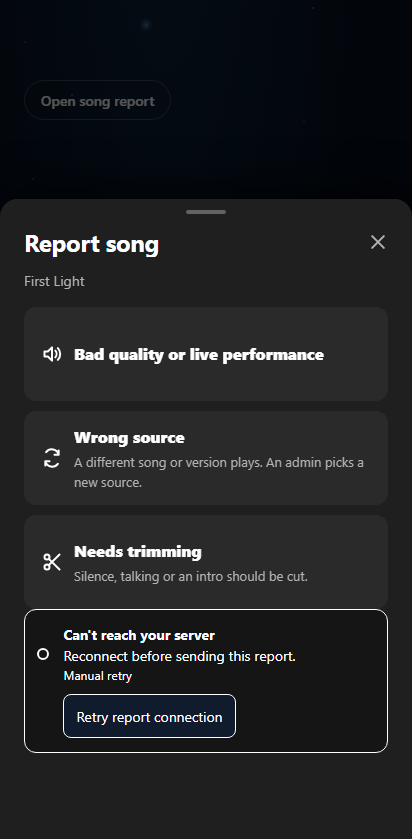 Open song report
Report song
First Light
Bad quality or live performance
Wrong source
A different song or version plays. An admin picks a
new source.
Needs trimming
Silence, talking or an intro should be cut.
Can't reach your server
Reconnect before sending this report.
Manual retry
Retry report connection